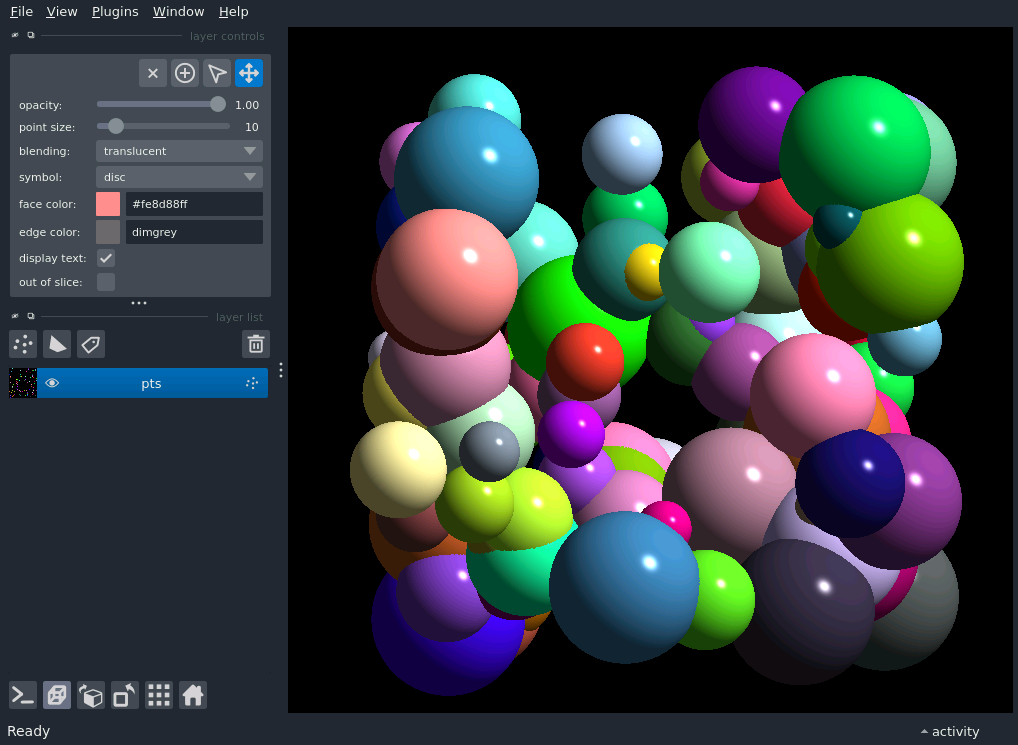 File View Plugins Window Help
layer controls
opacity: 1.00
point size: 10
blending: translucent
symbol: disc
face color: #fe8d88ff
edge color: dimgrey
display text:
out of slice:
layer list
pts
Ready
activity